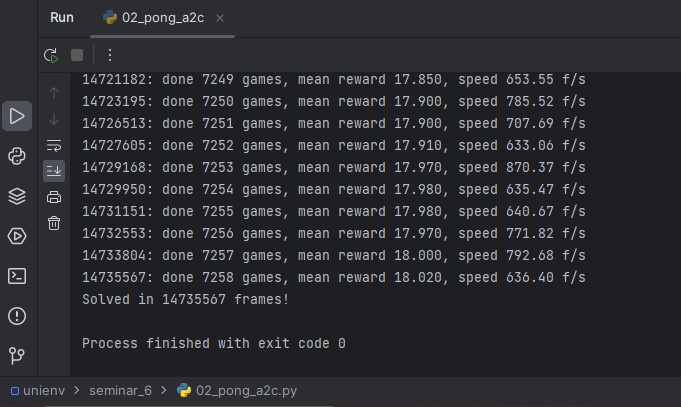 Run 02_pong_a2c
14721182: done 7249 games, mean reward 17.850, speed 653.55 f/s
14723195: done 7250 games, mean reward 17.900, speed 785.52 f/s
14726513: done 7251 games, mean reward 17.900, speed 707.69 f/s
14727605: done 7252 games, mean reward 17.910, speed 633.06 f/s
14729168: done 7253 games, mean reward 17.970, speed 870.37 f/s
14729950: done 7254 games, mean reward 17.980, speed 635.47 f/s
14731151: done 7255 games, mean reward 17.980, speed 640.67 f/s
14732553: done 7256 games, mean reward 17.970, speed 771.82 f/s
14733804: done 7257 games, mean reward 18.000, speed 792.68 f/s
14735567: done 7258 games, mean reward 18.020, speed 636.40 f/s
Solved in 14735567 frames!
Process finished with exit code 0
unienv > seminar_6 > 02_pong_a2c.py